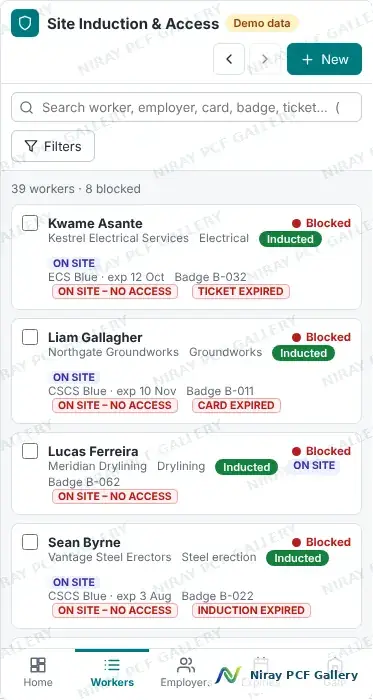 Site Induction & Access Demo data
New
Search worker, employer, card, badge, ticket... (
Filters
39 workers · 8 blocked
Kwame Asante Blocked
Kestrel Electrical Services Electrical Inducted
ON SITE
ECS Blue · exp 12 Oct Badge B-032
ON SITE – NO ACCESS TICKET EXPIRED
Liam Gallagher Blocked
Northgate Groundworks Groundworks Inducted
ON SITE
CSCS Blue · exp 10 Nov Badge B-011
ON SITE – NO ACCESS CARD EXPIRED
Lucas Ferreira Blocked
Meridian Drylining Drylining Inducted ON SITE
Badge B-062
ON SITE – NO ACCESS
Sean Byrne Blocked
Vantage Steel Erectors Steel erection Inducted
ON SITE
CSCS Blue · exp 3 Aug Badge B-022
ON SITE – NO ACCESS INDUCTION EXPIRED
Home Workers Employers Niray PCF Gallery
NIRAY PCF GALLERY